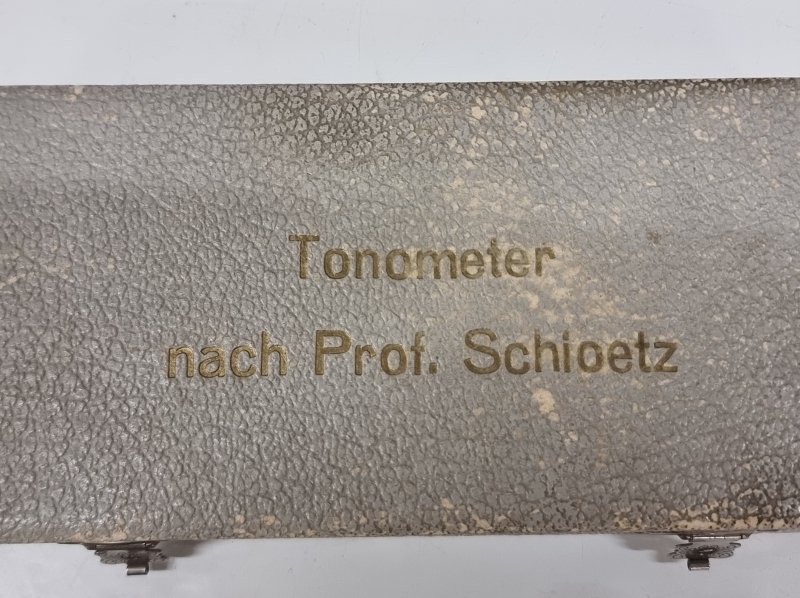 Tonometer
nach Prof. Schioetz